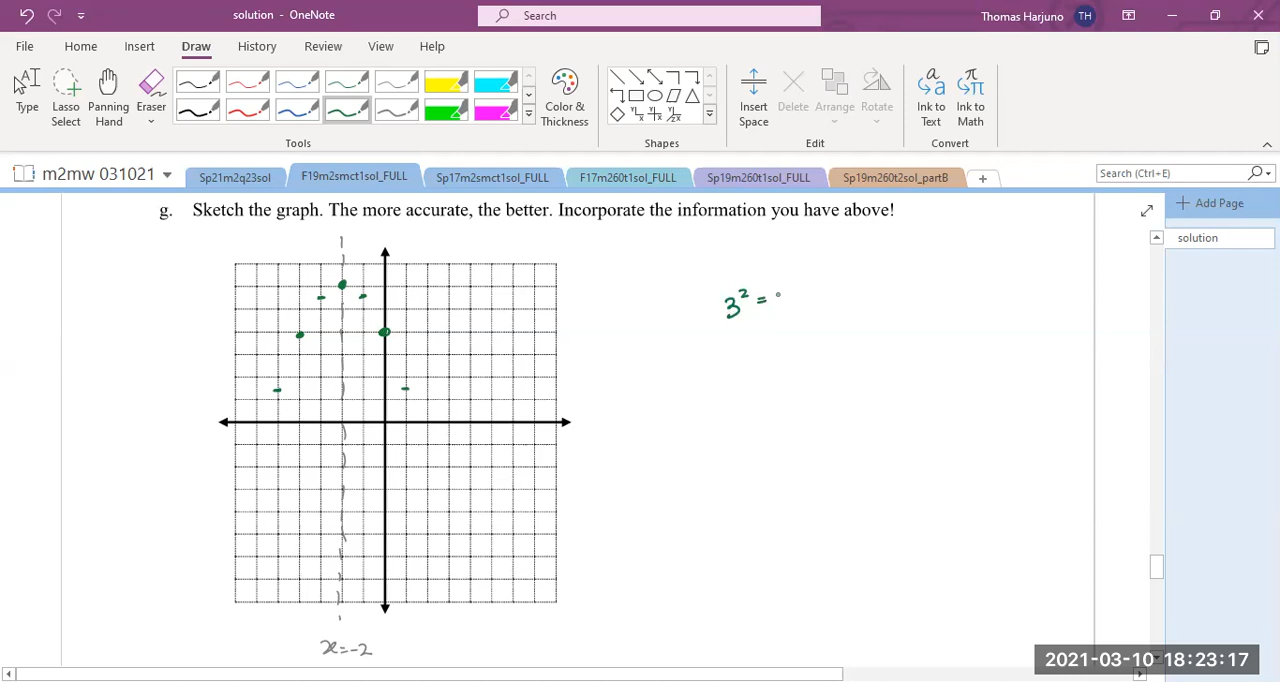 solution - OneNote
Search
Thomas Harjuno TH
File Home Insert Draw History Review View Help
Type
Lasso Select
Panning Hand
Eraser
Color & Thickness
Insert Space
Delete
Arrange
Rotate
Ink to Text
Ink to Math
Tools
Shapes
Edit
Convert
m2mw 031021
Sp21m2q23sol
F19m2smct1sol_FULL
Sp17m2smct1sol_FULL
F17m260t1sol_FULL
Sp19m260t1sol_FULL
Sp19m260t2sol_partB
Search (Ctrl+E)
Add Page
solution
g. Sketch the graph. The more accurate, the better. Incorporate the information you have above!
3² =
x=-2
2021-03-10 18:23:17